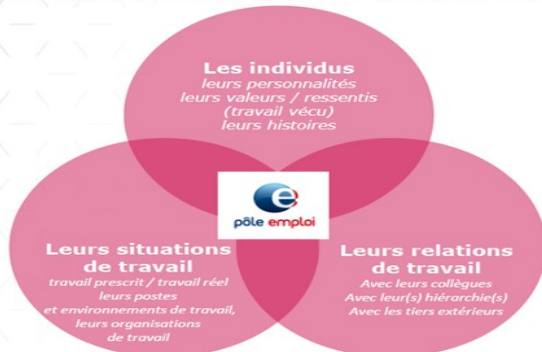 Les individus
leurs personnalités
leurs valeurs / ressentis
(travail vécu)
leurs histoires
pôle emploi
Leurs situations
de travail
travail prescrit / travail réel
leurs postes
et environnements de travail,
leurs organisations
de travail
Leurs relations
de travail
Avec leurs collègues
Avec leur(s) hiérarchie(s)
Avec les tiers extérieurs